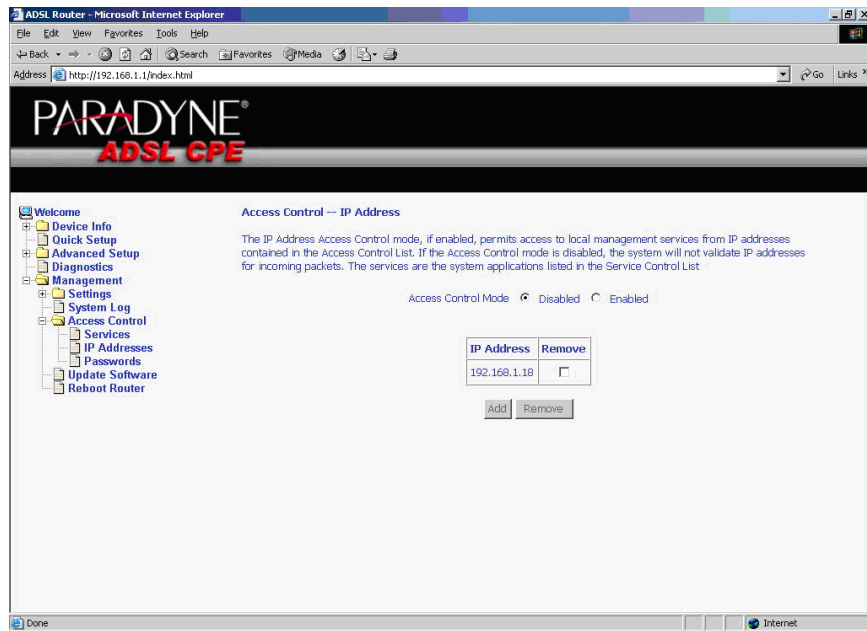 ADSL Router - Microsoft Internet Explorer
File Edit View Favorites Tools Help
Back Search Favorites Media
Address http://192.168.1.1/index.html Go Links »
PARADYNE®
ADSL CPE
Welcome
Device Info
Quick Setup
Advanced Setup
Diagnostics
Management
Settings
System Log
Access Control
Services
IP Addresses
Passwords
Update Software
Reboot Router
Access Control -- IP Address
The IP Address Access Control mode, if enabled, permits access to local management services from IP addresses
contained in the Access Control List. If the Access Control mode is disabled, the system will not validate IP addresses
for incoming packets. The services are the system applications listed in the Service Control List
Access Control Mode Disabled Enabled
IP Address Remove
192.168.1.18
Add Remove
Done Internet